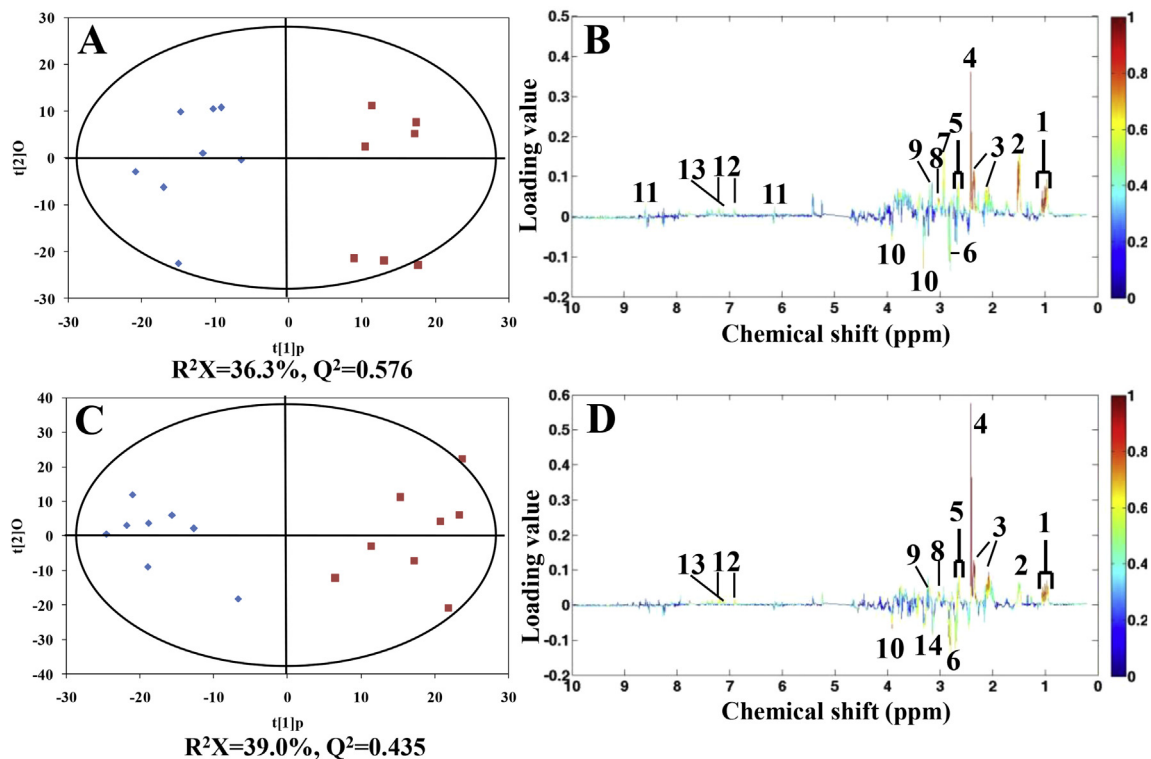 A
30
20
10
0
-10
-20
-30
-30 -20 -10 0 10 20 30
t[2]O
t[1]p
R²X=36.3%, Q²=0.576
B
0.5
0.4
0.3
0.2
0.1
0
-0.1
-0.2
10 9 8 7 6 5 4 3 2 1 0
Loading value
Chemical shift (ppm)
4
7 5 1
9 8 3 2
13 12
11 11
10 6
10
1
0.8
0.6
0.4
0.2
0
C
40
30
20
10
0
-10
-20
-30
-40
-30 -20 -10 0 10 20 30
t[2]O
t[1]p
R²X=39.0%, Q²=0.435
D
0.6
0.5
0.4
0.3
0.2
0.1
0
-0.1
-0.2
10 9 8 7 6 5 4 3 2 1 0
Loading value
Chemical shift (ppm)
4
5 1
9 8 3
13 12 2
10 14 6
1
0.8
0.6
0.4
0.2
0